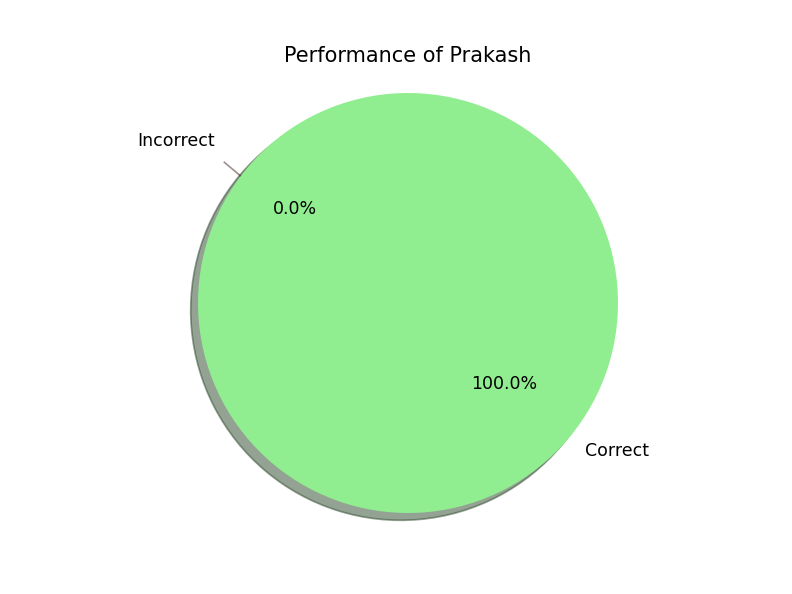 Performance of Prakash
Incorrect
0.0%
100.0%
Correct